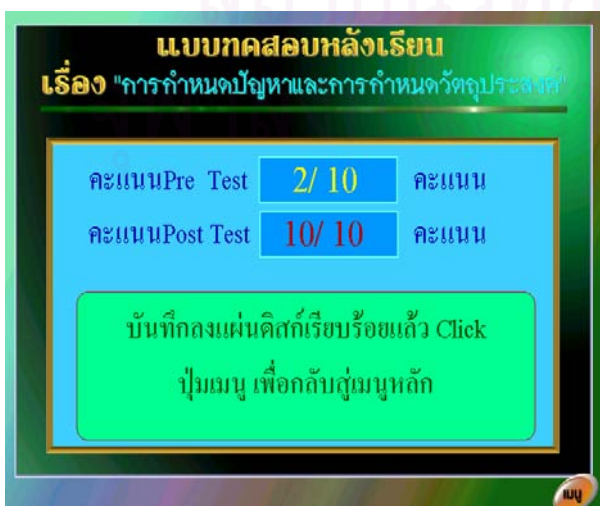 แบบทดสอบหลังเรียน
เรื่อง "การกำหนดปัญหาและการกำหนดวัตถุประสงค์"
คะแนนPre Test 2/ 10 คะแนน
คะแนนPost Test 10/ 10 คะแนน
บันทึกลงแผ่นดิสก์เรียบร้อยแล้ว Click
ปุ่มเมนู เพื่อกลับสู่เมนูหลัก
เมนู